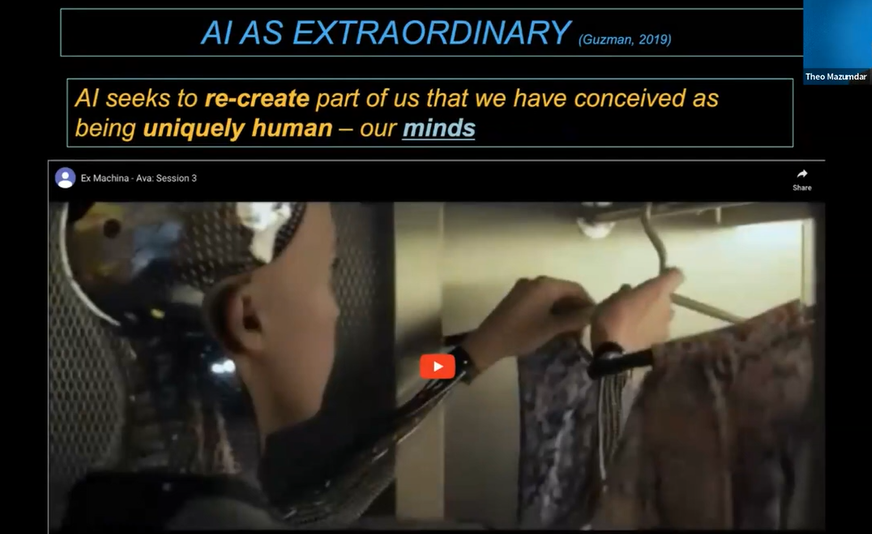 AI AS EXTRAORDINARY (Guzman, 2019)
Theo Mazumdar
AI seeks to re-create part of us that we have conceived as
being uniquely human – our minds
Ex Machina - Ava: Session 3
Share